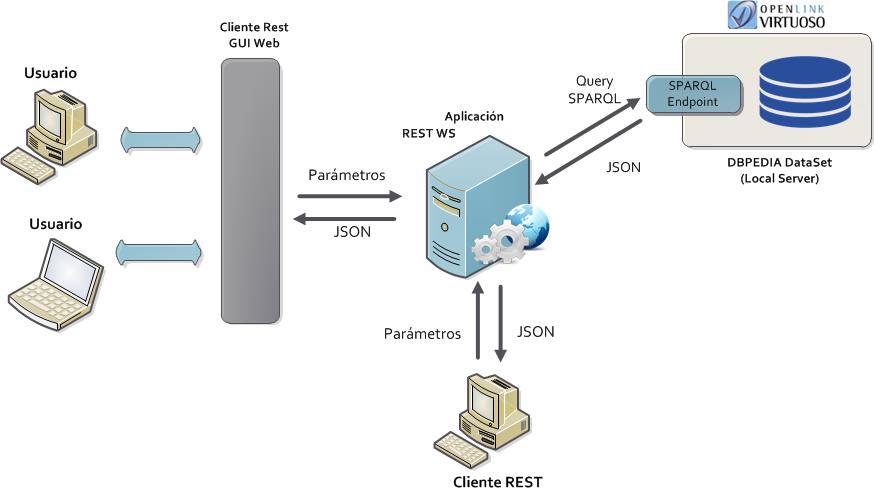 OPENLINK
VIRTUOSO
Cliente Rest
GUI Web
Usuario
Query
SPARQL
SPARQL
Endpoint
Aplicación
REST WS
DBPEDIA DataSet
(Local Server)
JSON
Parámetros
JSON
Usuario
Parámetros
JSON
Cliente REST